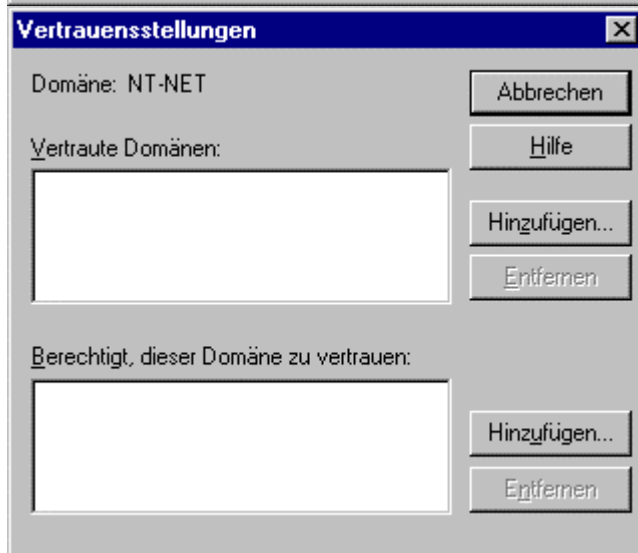 Vertrauensstellungen
Domäne: NT-NET
Abbrechen
Vertraute Domänen:
Hilfe
Hinzufügen...
Entfernen
Berechtigt, dieser Domäne zu vertrauen:
Hinzufügen...
Entfernen